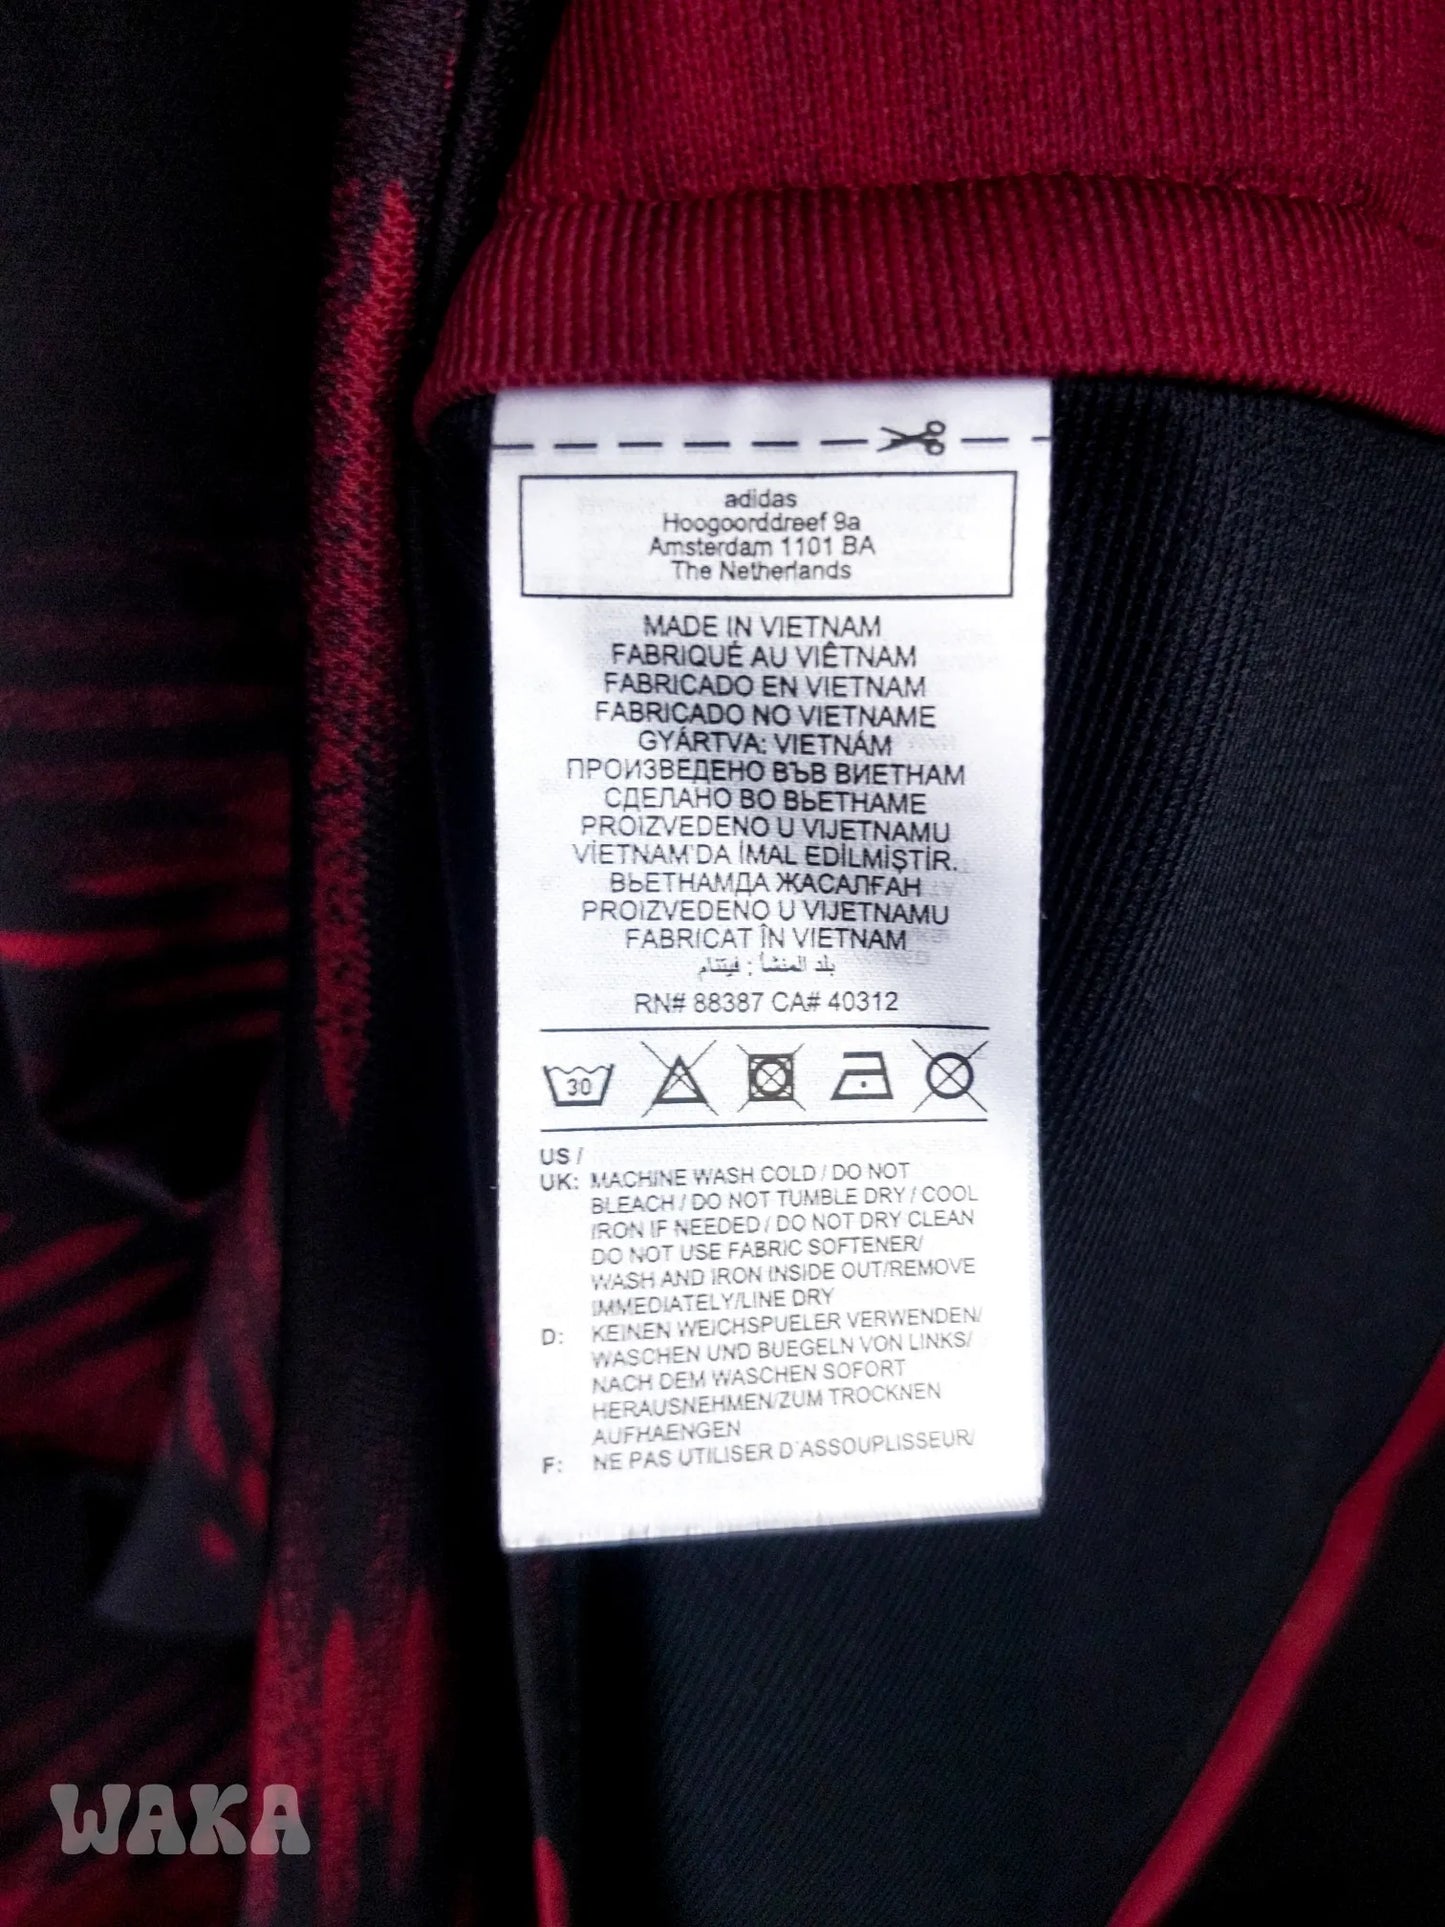 adidas
Hoogoorddreef 9a
Amsterdam 1101 BA
The Netherlands
MADE IN VIETNAM
FABRIQUÉ AU VIÊTNAM
FABRICADO EN VIETNAM
FABRICADO NO VIETNAME
GYÁRTVA: VIETNÁM
ПРОИЗВЕДЕНО ВЪВ ВИЕТНАМ
СДЕЛАНО ВО ВЬЕТНАМЕ
PROIZVEDENO U VIJETNAMU
VİETNAM'DA İMAL EDİLMİŞTİR.
ВЬЕТНАМДА ЖАСАЛҒАН
PROIZVEDENO U VIJETNAMU
FABRICAT ÎN VIETNAM
بلد المنشأ : فيتنام
RN# 88387 CA# 40312
30
US /
UK: MACHINE WASH COLD / DO NOT
BLEACH / DO NOT TUMBLE DRY / COOL
IRON IF NEEDED / DO NOT DRY CLEAN
DO NOT USE FABRIC SOFTENER/
WASH AND IRON INSIDE OUT/REMOVE
IMMEDIATELY/LINE DRY
D: KEINEN WEICHSPUELER VERWENDEN/
WASCHEN UND BUEGELN VON LINKS/
NACH DEM WASCHEN SOFORT
HERAUSNEHMEN/ZUM TROCKNEN
AUFHAENGEN
F: NE PAS UTILISER D'ASSOUPLISSEUR/
WAKA